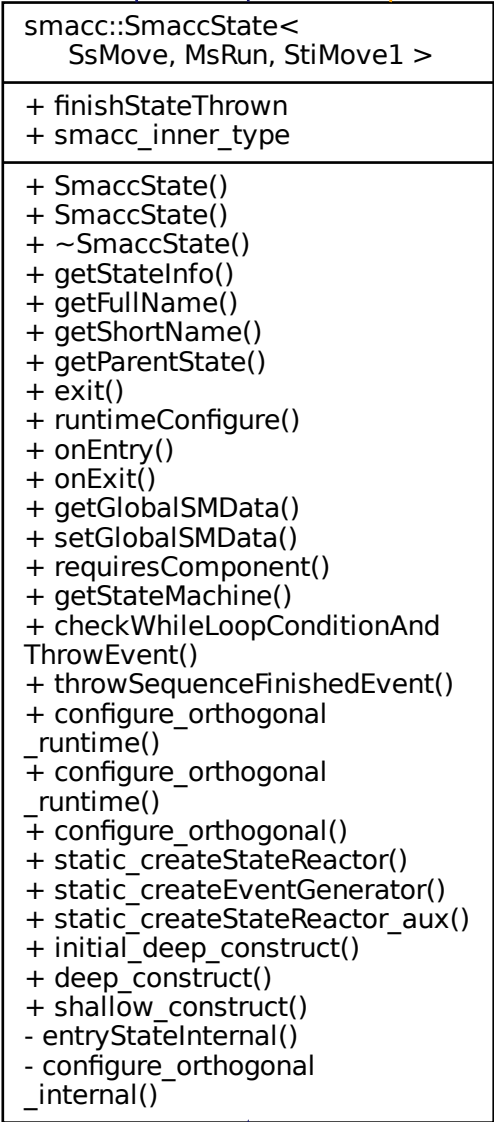 smacc::SmaccState<
SsMove, MsRun, StiMove1 >
+ finishStateThrown
+ smacc_inner_type
+ SmaccState()
+ SmaccState()
+ ~SmaccState()
+ getStateInfo()
+ getFullName()
+ getShortName()
+ getParentState()
+ exit()
+ runtimeConfigure()
+ onEntry()
+ onExit()
+ getGlobalSMData()
+ setGlobalSMData()
+ requiresComponent()
+ getStateMachine()
+ checkWhileLoopConditionAnd
ThrowEvent()
+ throwSequenceFinishedEvent()
+ configure_orthogonal
_runtime()
+ configure_orthogonal
_runtime()
+ configure_orthogonal()
+ static_createStateReactor()
+ static_createEventGenerator()
+ static_createStateReactor_aux()
+ initial_deep_construct()
+ deep_construct()
+ shallow_construct()
- entryStateInternal()
- configure_orthogonal
_internal()